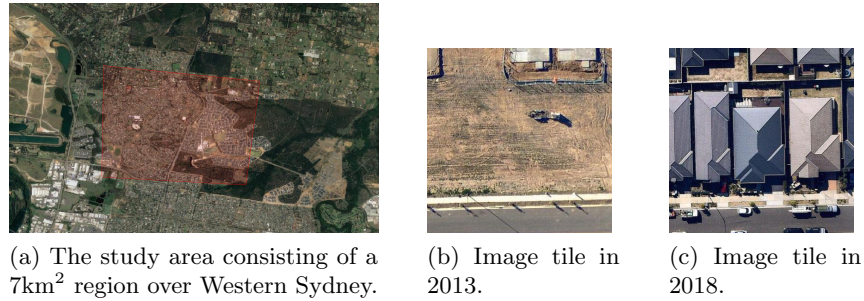 (a) The study area consisting of a
7km² region over Western Sydney.
(b) Image tile in
2013.
(c) Image tile in
2018.